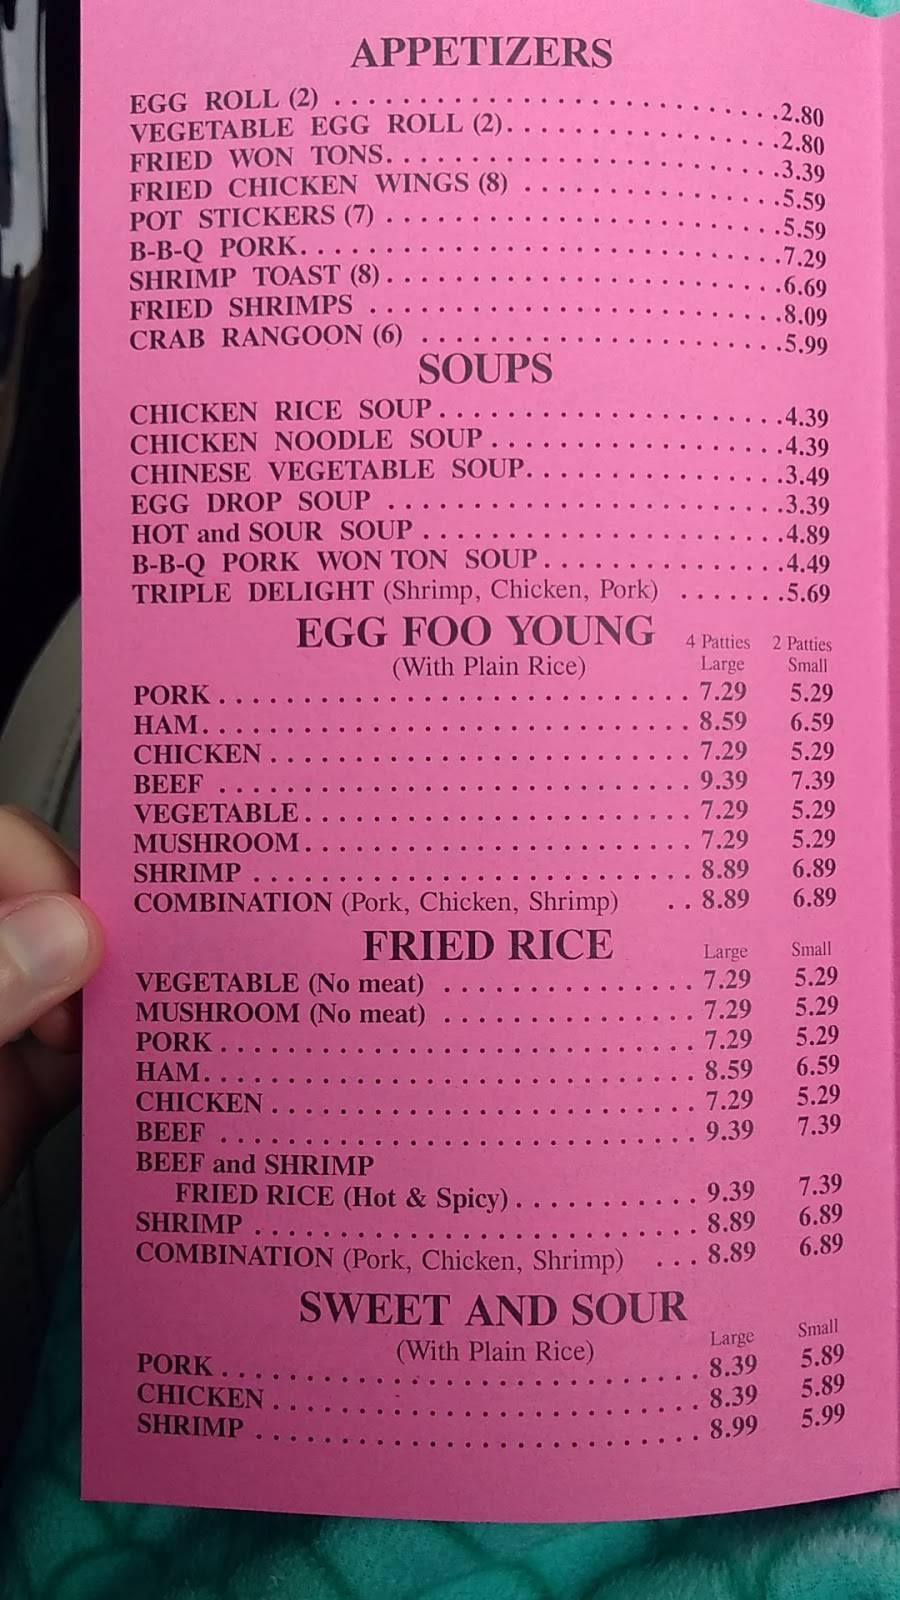 APPETIZERS
EGG ROLL (2) 2.80
VEGETABLE EGG ROLL (2) 2.80
FRIED WON TONS 3.39
FRIED CHICKEN WINGS (8) 5.59
POT STICKERS (7) 5.59
B-B-Q PORK 7.29
SHRIMP TOAST (8) 6.69
FRIED SHRIMPS 8.09
CRAB RANGOON (6) 5.99
SOUPS
CHICKEN RICE SOUP 4.39
CHICKEN NOODLE SOUP 4.39
CHINESE VEGETABLE SOUP 3.49
EGG DROP SOUP 3.39
HOT and SOUR SOUP 4.89
B-B-Q PORK WON TON SOUP 4.49
TRIPLE DELIGHT (Shrimp, Chicken, Pork) 5.69
EGG FOO YOUNG 4 Patties 2 Patties
(With Plain Rice) Large Small
PORK 7.29 5.29
HAM 8.59 6.59
CHICKEN 7.29 5.29
BEEF 9.39 7.39
VEGETABLE 7.29 5.29
MUSHROOM 7.29 5.29
SHRIMP 8.89 6.89
COMBINATION (Pork, Chicken, Shrimp) 8.89 6.89
FRIED RICE Large Small
VEGETABLE (No meat) 7.29 5.29
MUSHROOM (No meat) 7.29 5.29
PORK 7.29 5.29
HAM 8.59 6.59
CHICKEN 7.29 5.29
BEEF 9.39 7.39
BEEF and SHRIMP
FRIED RICE (Hot & Spicy) 9.39 7.39
SHRIMP 8.89 6.89
COMBINATION (Pork, Chicken, Shrimp) 8.89 6.89
SWEET AND SOUR
(With Plain Rice) Large Small
PORK 8.39 5.89
CHICKEN 8.39 5.89
SHRIMP 8.99 5.99